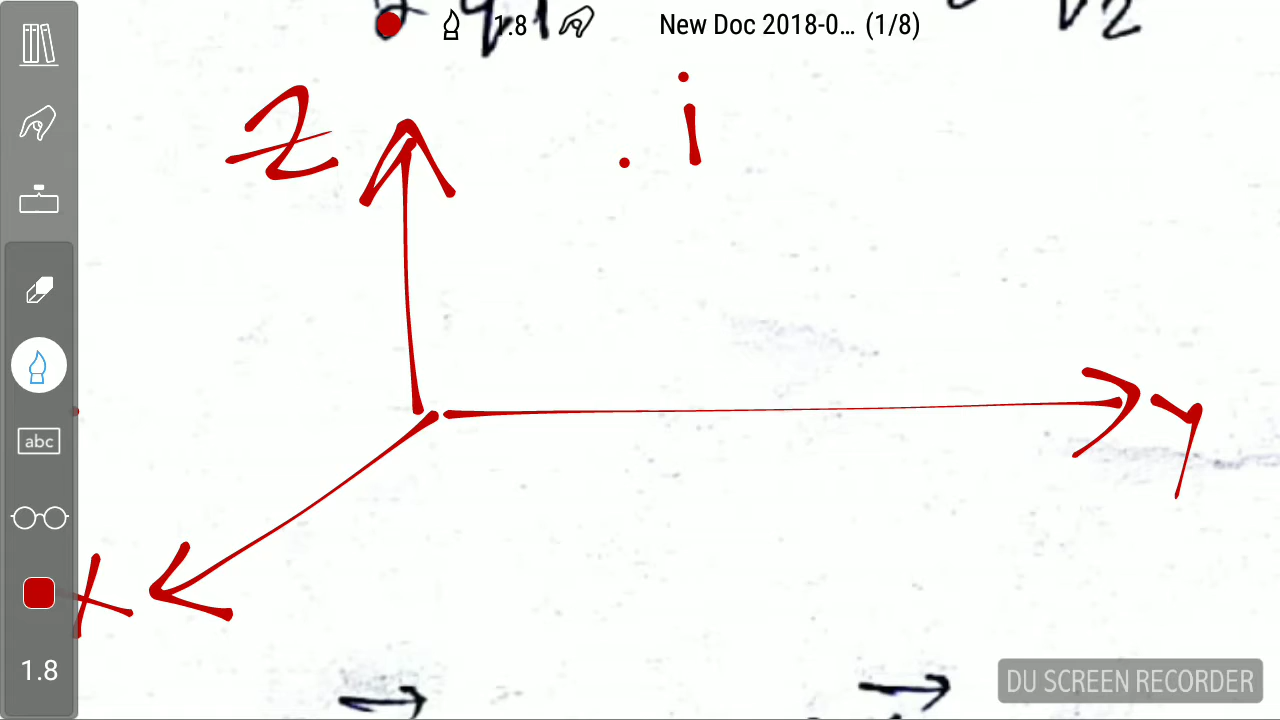 1.8 New Doc 2018-0... (1/8)
z
i
y
abc
x
1.8
DU SCREEN RECORDER